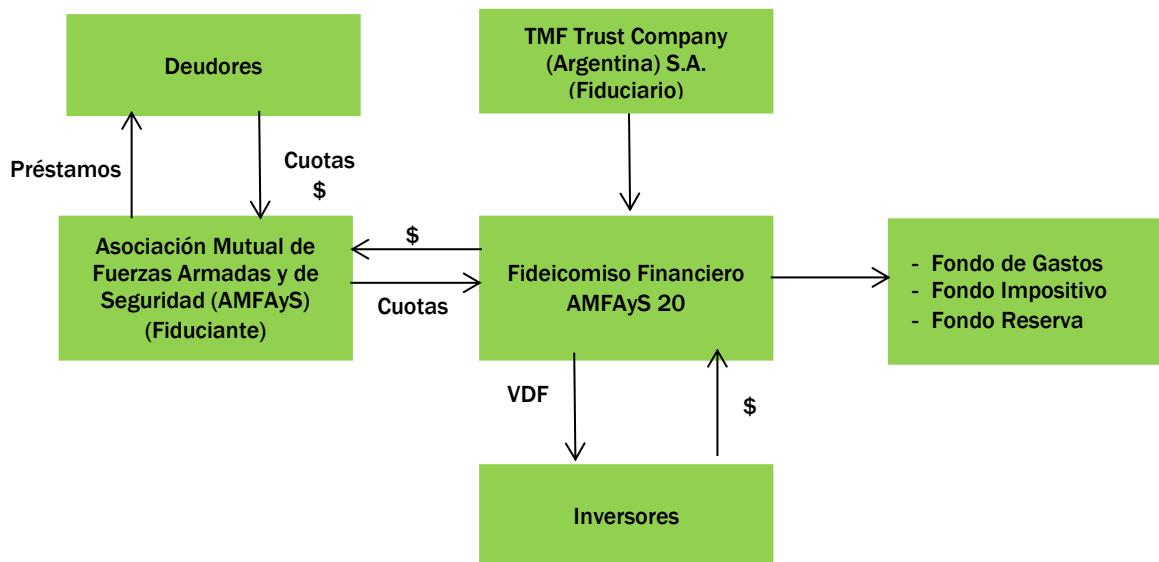 Deudores
TMF Trust Company
(Argentina) S.A.
(Fiduciario)
Préstamos
Cuotas
$
Asociación Mutual de
Fuerzas Armadas y de
Seguridad (AMFAyS)
(Fiduciante)
$
Cuotas
Fideicomiso Financiero
AMFAyS 20
- Fondo de Gastos
- Fondo Impositivo
- Fondo Reserva
VDF
$
Inversores